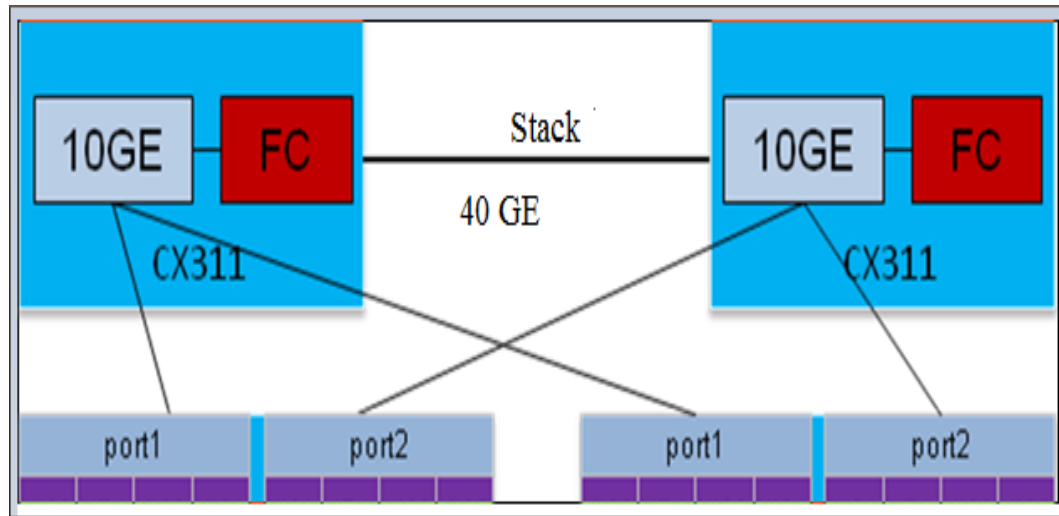 10GE
FC
Stack
10GE
FC
40 GE
CX311
CX311
port1
port2
port1
port2